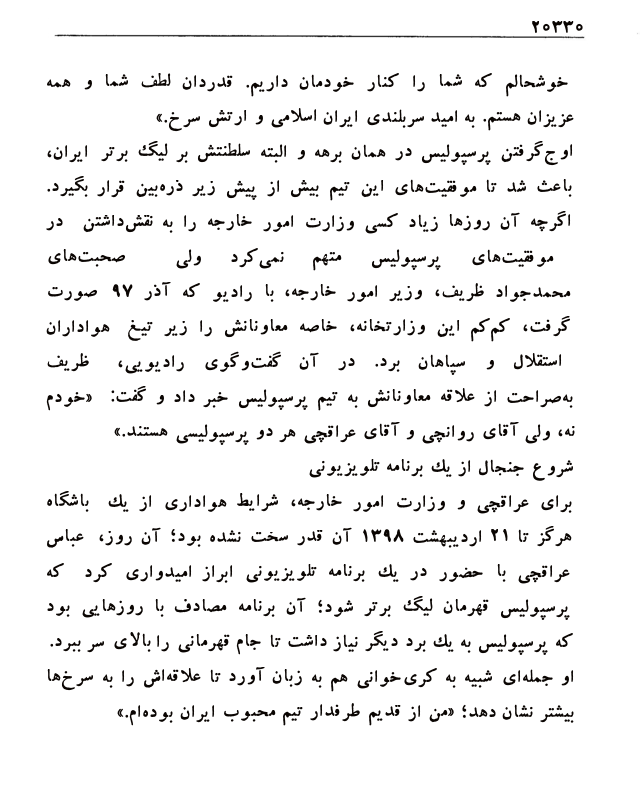 ۲۰۳۳۰
خوشحالم که شما را کنار خودمان داریم. قدردان لطف شما و همه
عزیزان هستم. به امید سربلندی ایران اسلامی و ارتش سرخ.»
اوج‌گرفتن پرسپولیس در همان برهه و البته سلطنتش بر لیگ برتر ایران،
باعث شد تا موفقیت‌های این تیم بیش از پیش زیر ذره‌بین قرار بگیرد.
اگرچه آن روزها زیاد کسی وزارت امور خارجه را به نقش‌داشتن در
موفقیت‌های پرسپولیس متهم نمی‌کرد ولی صحبت‌های
محمدجواد ظریف، وزیر امور خارجه، با رادیو که آذر ۹۷ صورت
گرفت، کم‌کم این وزارتخانه، خاصه معاونانش را زیر تیغ هواداران
استقلال و سپاهان برد. در آن گفت‌وگوی رادیویی، ظریف
به‌صراحت از علاقه معاونانش به تیم پرسپولیس خبر داد و گفت: «خودم
نه، ولی آقای روانچی و آقای عراقچی هر دو پرسپولیسی هستند.»
شروع جنجال از یك برنامه تلویزیونی
برای عراقچی و وزارت امور خارجه، شرایط هواداری از یك باشگاه
هرگز تا ۲۱ اردیبهشت ۱۳۹۸ آن قدر سخت نشده بود؛ آن روز، عباس
عراقچی با حضور در یك برنامه تلویزیونی ابراز امیدواری کرد که
پرسپولیس قهرمان لیگ برتر شود؛ آن برنامه مصادف با روزهایی بود
که پرسپولیس به یك برد دیگر نیاز داشت تا جام قهرمانی را بالای سر ببرد.
او جمله‌ای شبیه به کری‌خوانی هم به زبان آورد تا علاقه‌اش را به سرخ‌ها
بیشتر نشان دهد؛ «من از قدیم طرفدار تیم محبوب ایران بوده‌ام.»